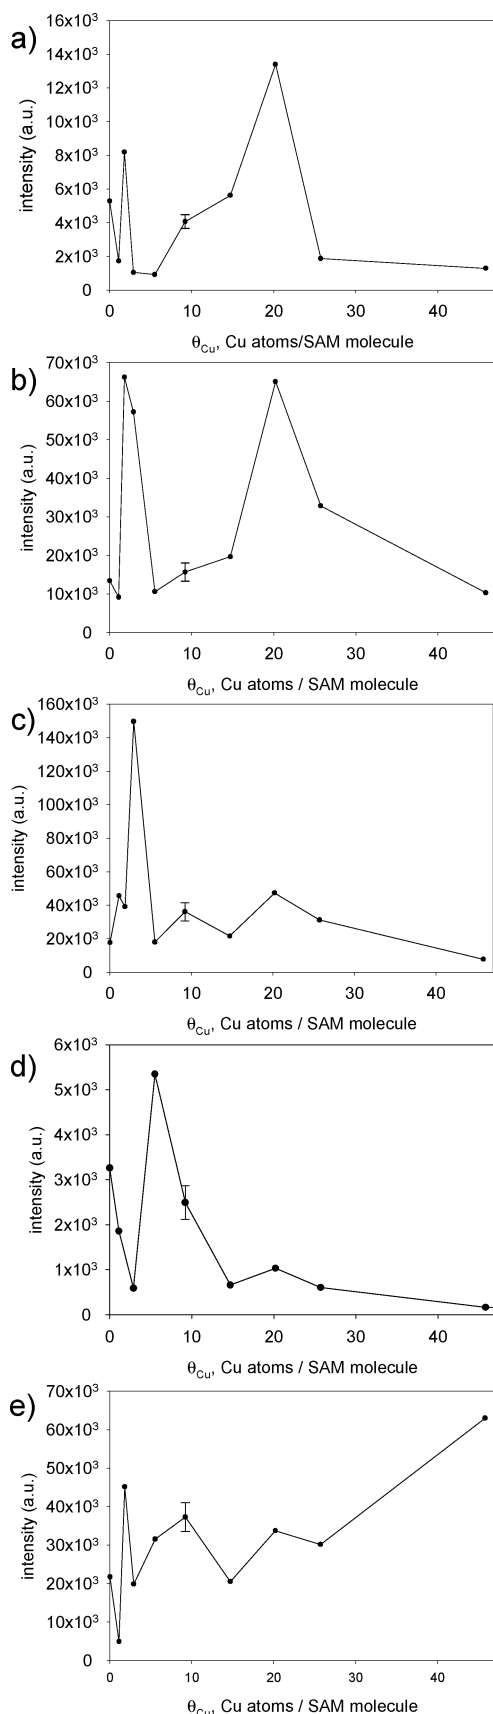 a)
16x10³
14x10³
12x10³
10x10³
8x10³
6x10³
4x10³
2x10³
0
intensity (a.u.)
0 10 20 30 40
θCu, Cu atoms/SAM molecule
b)
70x10³
60x10³
50x10³
40x10³
30x10³
20x10³
10x10³
0
intensity (a.u.)
0 10 20 30 40
θCu, Cu atoms / SAM molecule
c)
160x10³
140x10³
120x10³
100x10³
80x10³
60x10³
40x10³
20x10³
0
intensity (a.u.)
0 10 20 30 40
θCu, Cu atoms / SAM molecule
d)
6x10³
5x10³
4x10³
3x10³
2x10³
1x10³
0
intensity (a.u.)
0 10 20 30 40
θCu, Cu atoms / SAM molecule
e)
70x10³
60x10³
50x10³
40x10³
30x10³
20x10³
10x10³
0
intensity (a.u.)
0 10 20 30 40
θCu, Cu atoms / SAM molecule